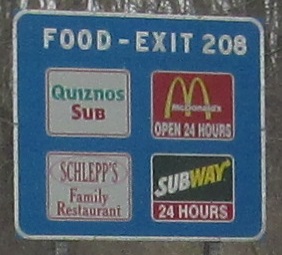 FOOD - EXIT 208
QUIZNOS
SUB
McDonald's
OPEN 24 HOURS
SCHLEPP'S
Family
Restaurant
SUBWAY
24 HOURS